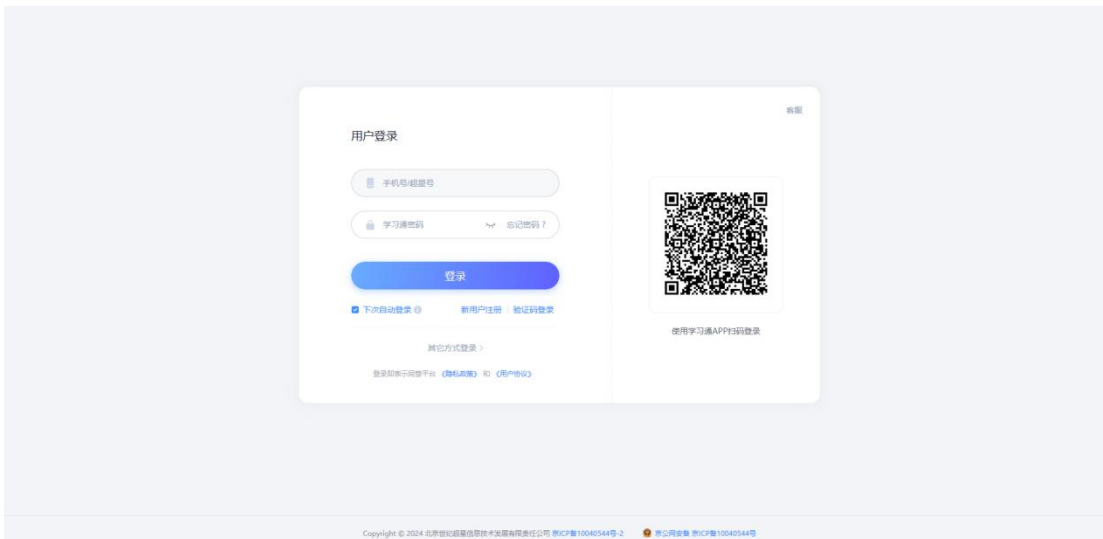 客服
用户登录
手机号/超星号
学习通密码 忘记密码？
登录
下次自动登录 新用户注册 | 验证码登录
其它方式登录 >
登录即表示同意平台《隐私政策》和《用户协议》
使用学习通APP扫码登录
Copyright © 2024 北京世纪超星信息技术发展有限责任公司 京ICP备10040544号-2 京公网安备 京ICP备10040544号